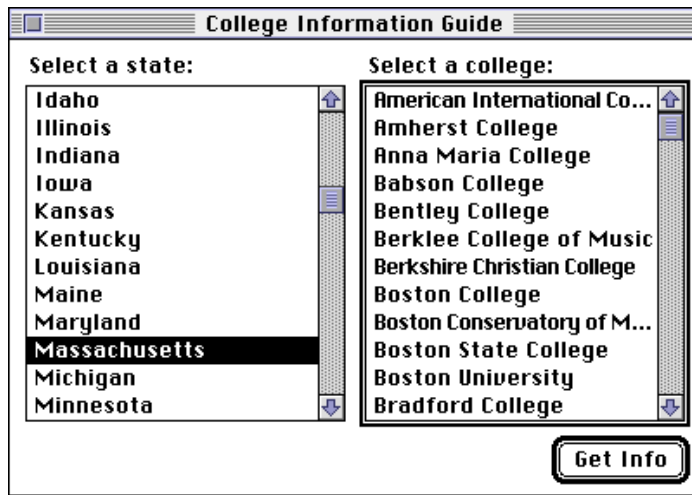 College Information Guide
Select a state:
Idaho
Illinois
Indiana
Iowa
Kansas
Kentucky
Louisiana
Maine
Maryland
Massachusetts
Michigan
Minnesota
Select a college:
American International Co...
Amherst College
Anna Maria College
Babson College
Bentley College
Berklee College of Music
Berkshire Christian College
Boston College
Boston Conservatory of M...
Boston State College
Boston University
Bradford College
Get Info